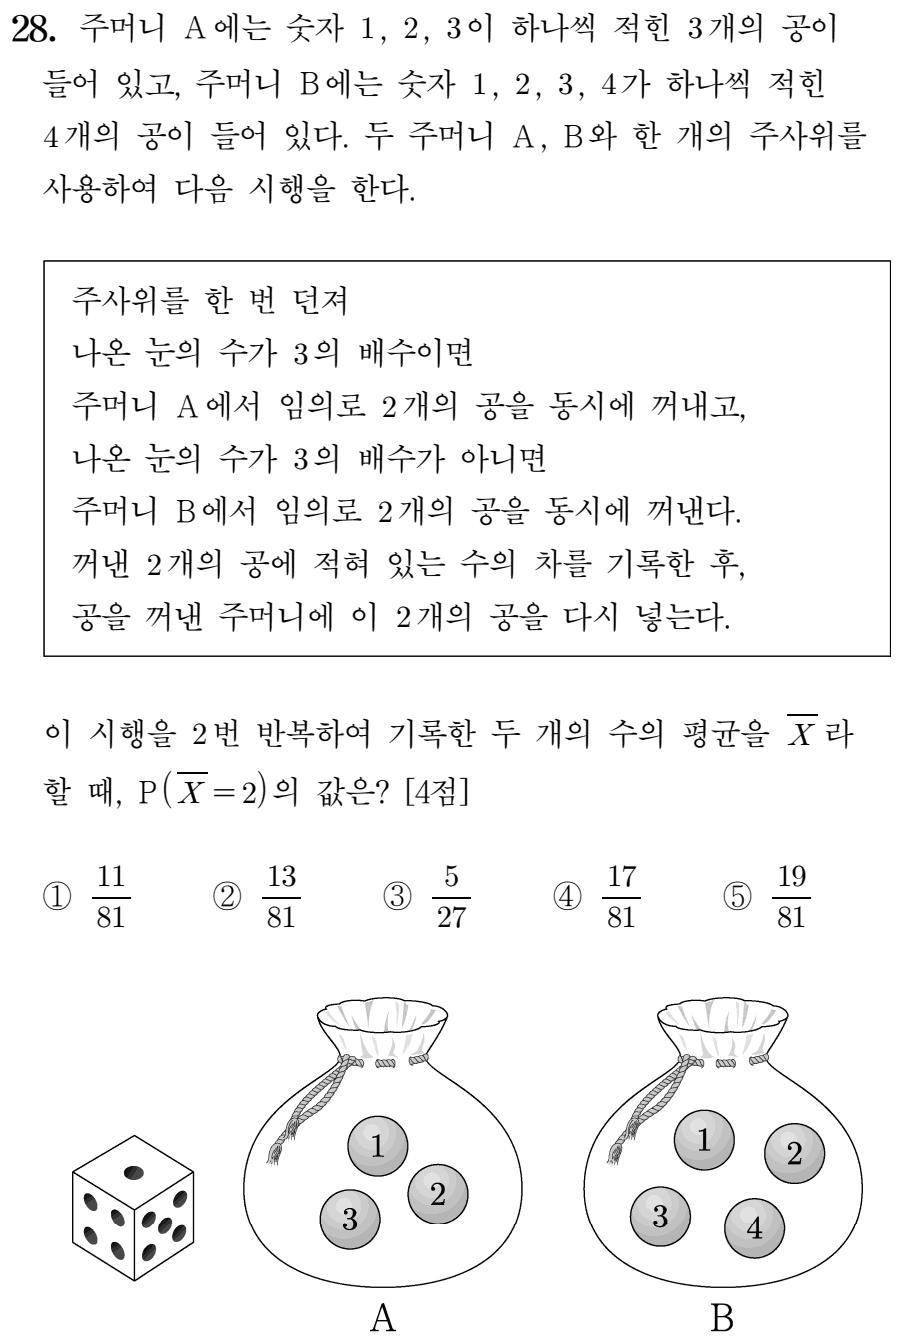 28. 주머니 A에는 숫자 1, 2, 3이 하나씩 적힌 3개의 공이
들어 있고, 주머니 B에는 숫자 1, 2, 3, 4가 하나씩 적힌
4개의 공이 들어 있다. 두 주머니 A, B와 한 개의 주사위를
사용하여 다음 시행을 한다.
주사위를 한 번 던져
나온 눈의 수가 3의 배수이면
주머니 A에서 임의로 2개의 공을 동시에 꺼내고,
나온 눈의 수가 3의 배수가 아니면
주머니 B에서 임의로 2개의 공을 동시에 꺼낸다.
꺼낸 2개의 공에 적혀 있는 수의 차를 기록한 후,
공을 꺼낸 주머니에 이 2개의 공을 다시 넣는다.
이 시행을 2번 반복하여 기록한 두 개의 수의 평균을 X̅라
할 때, P(X̅=2)의 값은? [4점]
① 11/81 ② 13/81 ③ 5/27 ④ 17/81 ⑤ 19/81
1 2 3
1 2 3 4
A B